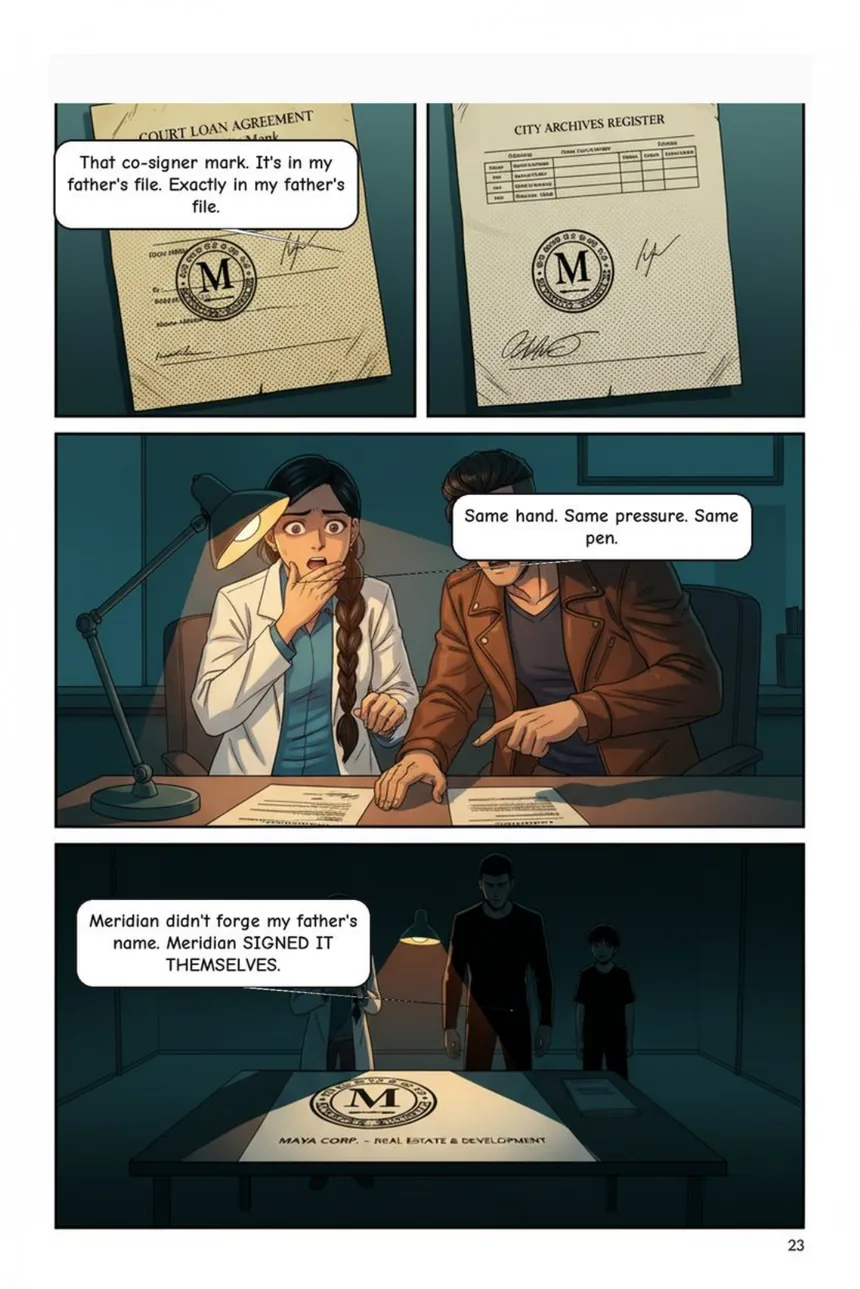 COURT LOAN AGREEMENT
That co-signer mark. It's in my
father's file. Exactly in my father's
file.
M
CITY ARCHIVES REGISTER
M
Same hand. Same pressure. Same
pen.
Meridian didn't forge my father's
name. Meridian SIGNED IT
THEMSELVES.
M
MAYA CORP. – REAL ESTATE & DEVELOPMENT
23